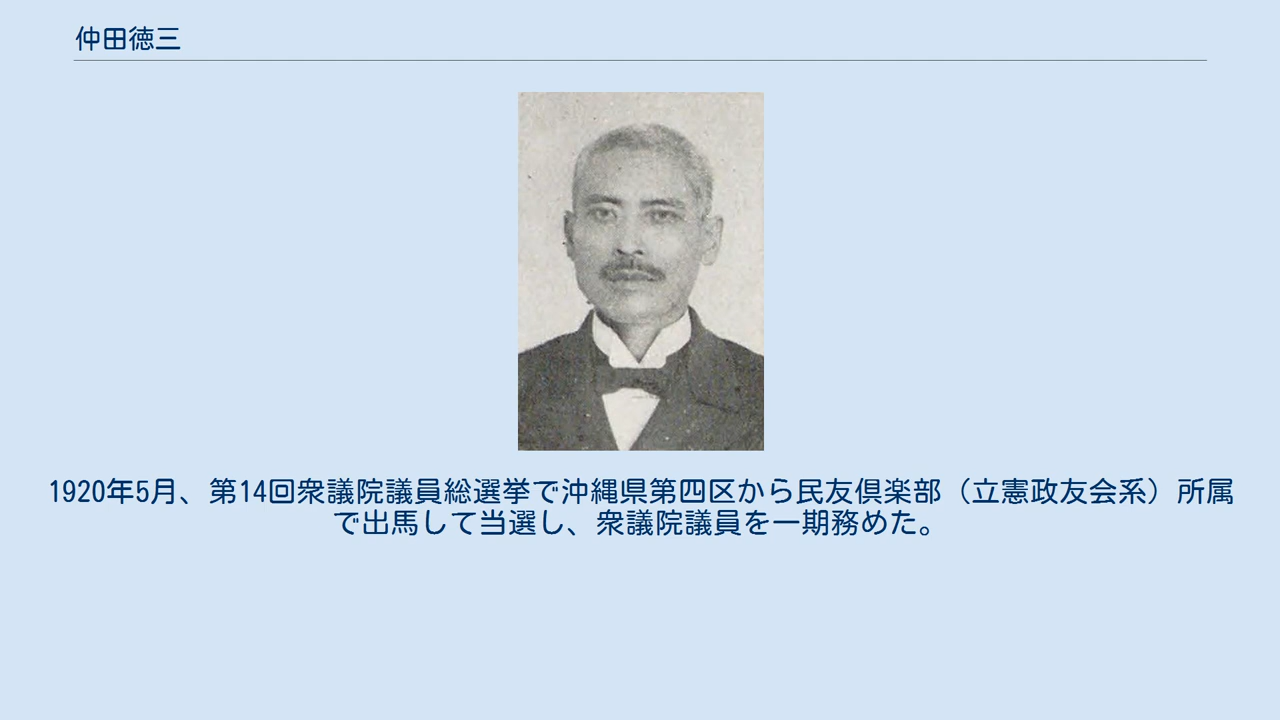 仲田徳三
1920年5月、第14回衆議院議員総選挙で沖縄県第四区から民友倶楽部（立憲政友会系）所属
で出馬して当選し、衆議院議員を一期務めた。